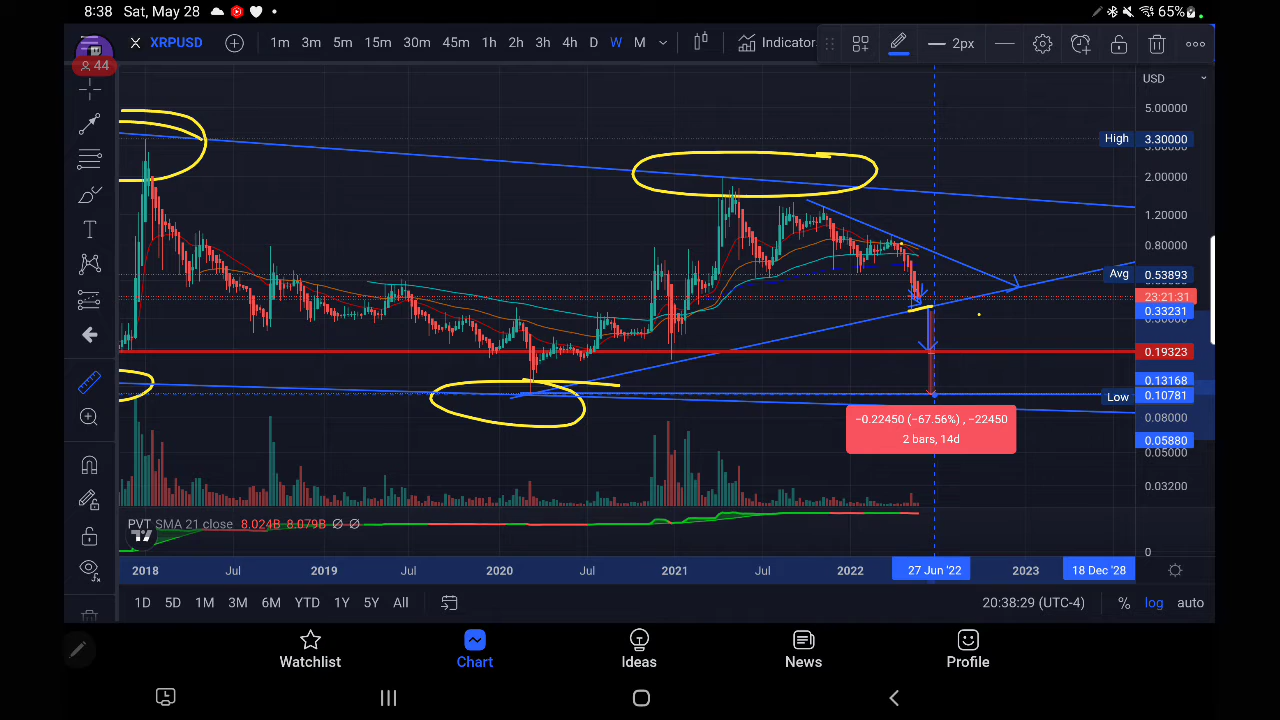 8:38 Sat, May 28 65%
44
XRPUSD 1m 3m 5m 15m 30m 45m 1h 2h 3h 4h D W M Indicator 2px
USD
5.00000
High 3.30000
2.00000
1.20000
0.80000
Avg 0.53893
23:21:31
0.33231
0.19323
0.13168
Low 0.10781
0.08000
0.05880
0.05000
0.03200
−0.22450 (−67.56%) , −22450
2 bars, 14d
PVT SMA 21 close 8.024B 8.079B ∅ ∅
0
2018 Jul 2019 Jul 2020 Jul 2021 Jul 2022 27 Jun '22 2023 18 Dec '28
1D 5D 1M 3M 6M YTD 1Y 5Y All 20:38:29 (UTC-4) % log auto
Watchlist Chart Ideas News Profile